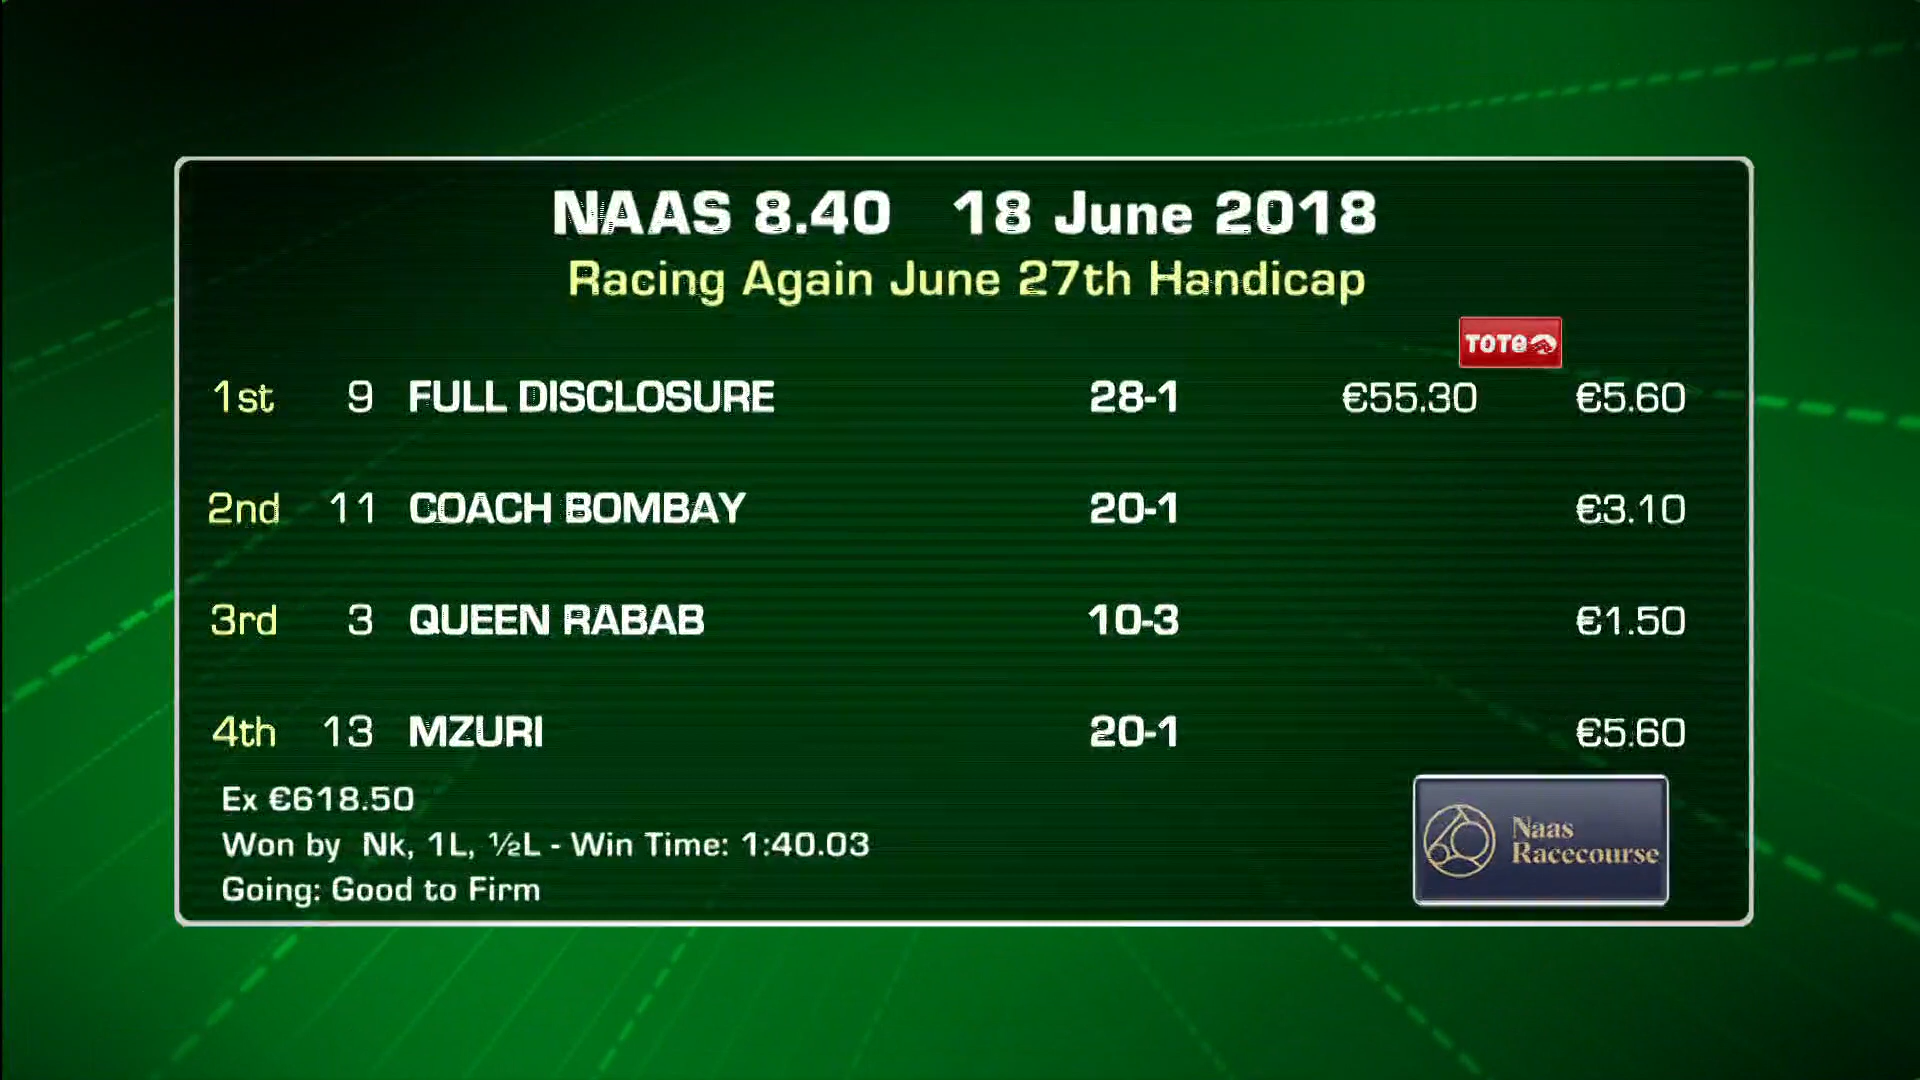 NAAS 8.40 18 June 2018
Racing Again June 27th Handicap
TOTE
1st 9 FULL DISCLOSURE 28-1 €55.30 €5.60
2nd 11 COACH BOMBAY 20-1 €3.10
3rd 3 QUEEN RABAB 10-3 €1.50
4th 13 MZURI 20-1 €5.60
Ex €618.50
Won by Nk, 1L, ½L - Win Time: 1:40.03
Going: Good to Firm
Naas
Racecourse